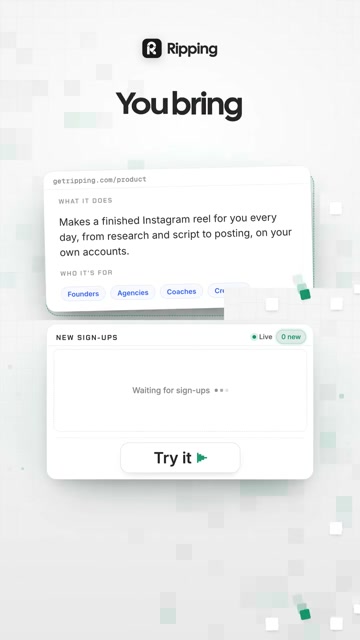 Ripping
You bring
getripping.com/product
WHAT IT DOES
Makes a finished Instagram reel for you every
day, from research and script to posting, on your
own accounts.
WHO IT'S FOR
Founders Agencies Coaches
NEW SIGN-UPS Live 0 new
Waiting for sign-ups
Try it